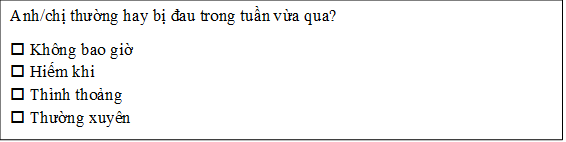 Anh/chị thường hay bị đau trong tuần vừa qua?
☐ Không bao giờ
☐ Hiếm khi
☐ Thỉnh thoảng
☐ Thường xuyên